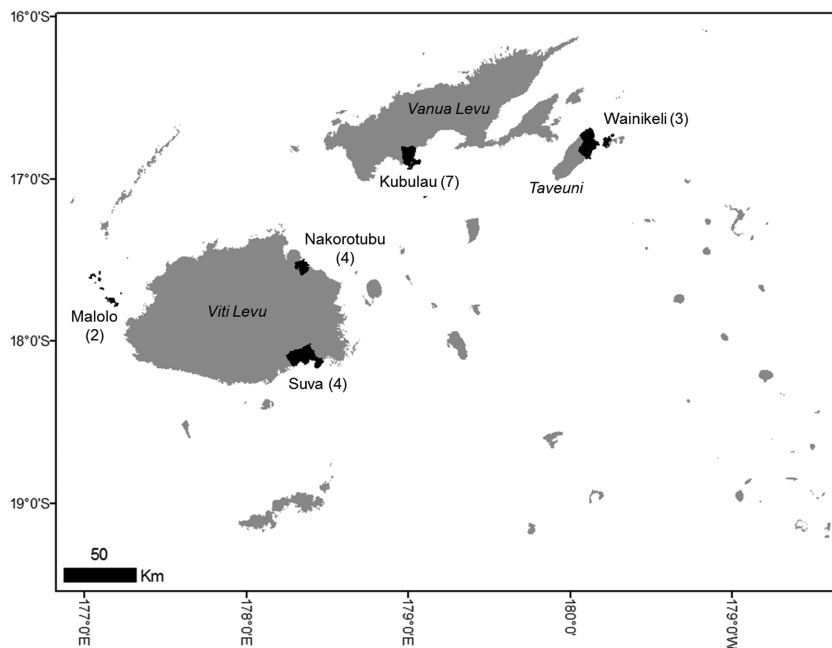 16°0'S
Vanua Levu
Wainikeli (3)
17°0'S
Kubulau (7)
Taveuni
Nakorotubu
(4)
Malolo
(2)
Viti Levu
18°0'S
Suva (4)
19°0'S
50
Km
177°0'E
178°0'E
179°0'E
180°0'
179°0'W